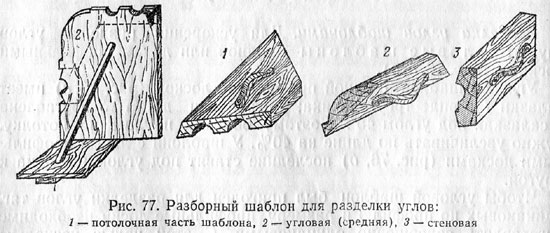 2 1 2 3
Рис. 77. Разборный шаблон для разделки углов:
1 — потолочная часть шаблона, 2 — угловая (средняя), 3 — стеновая